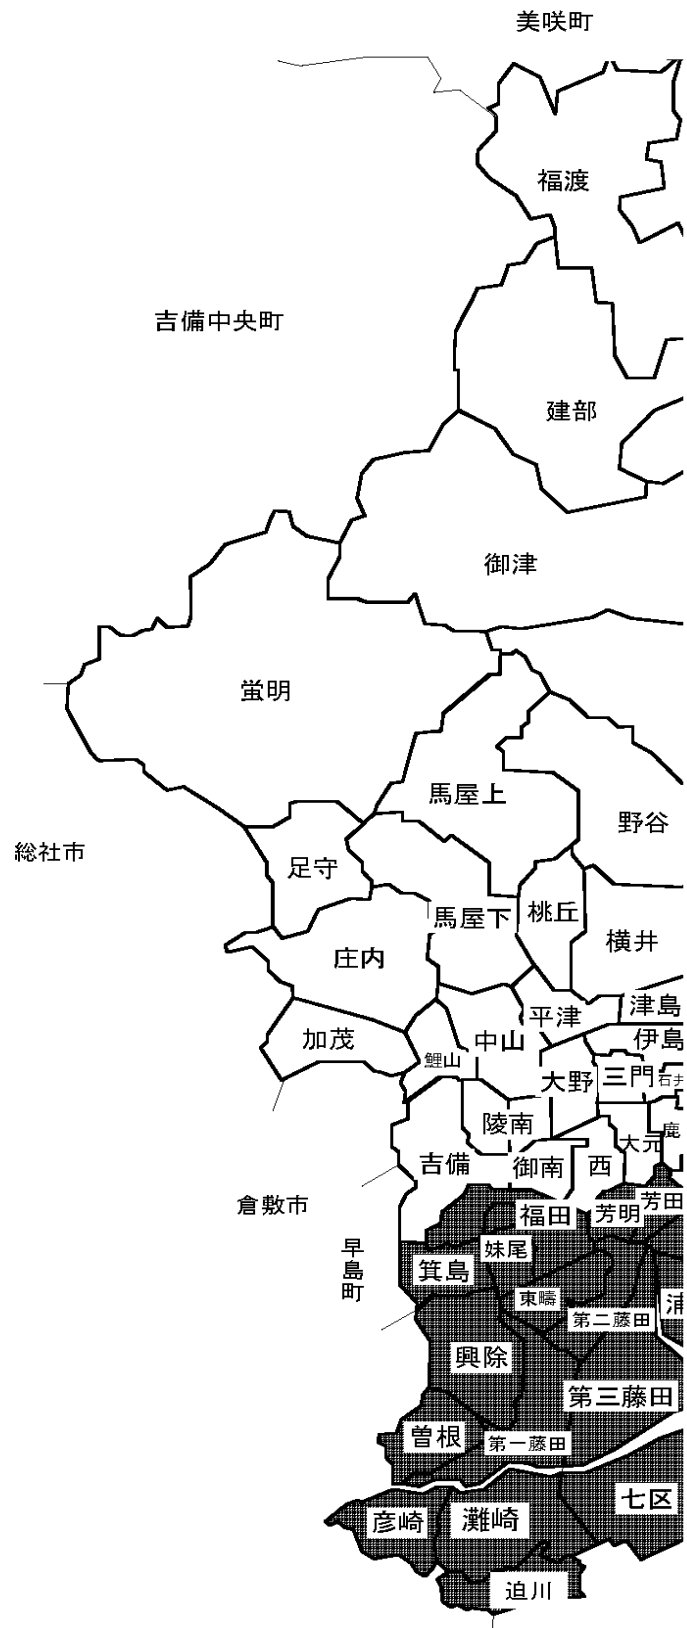 美咲町
福渡
吉備中央町
建部
御津
蛍明
馬屋上
野谷
総社市
足守
桃丘
馬屋下
横井
庄内
津島
平津
加茂
中山
伊島
鯉山
大野
三門
石井
陵南
大元
鹿
吉備
御南
西
倉敷市
芳田
福田
芳明
早島町
妹尾
箕島
東疇
浦
第二藤田
興除
第三藤田
曽根
第一藤田
七区
彦崎
灘崎
迫川